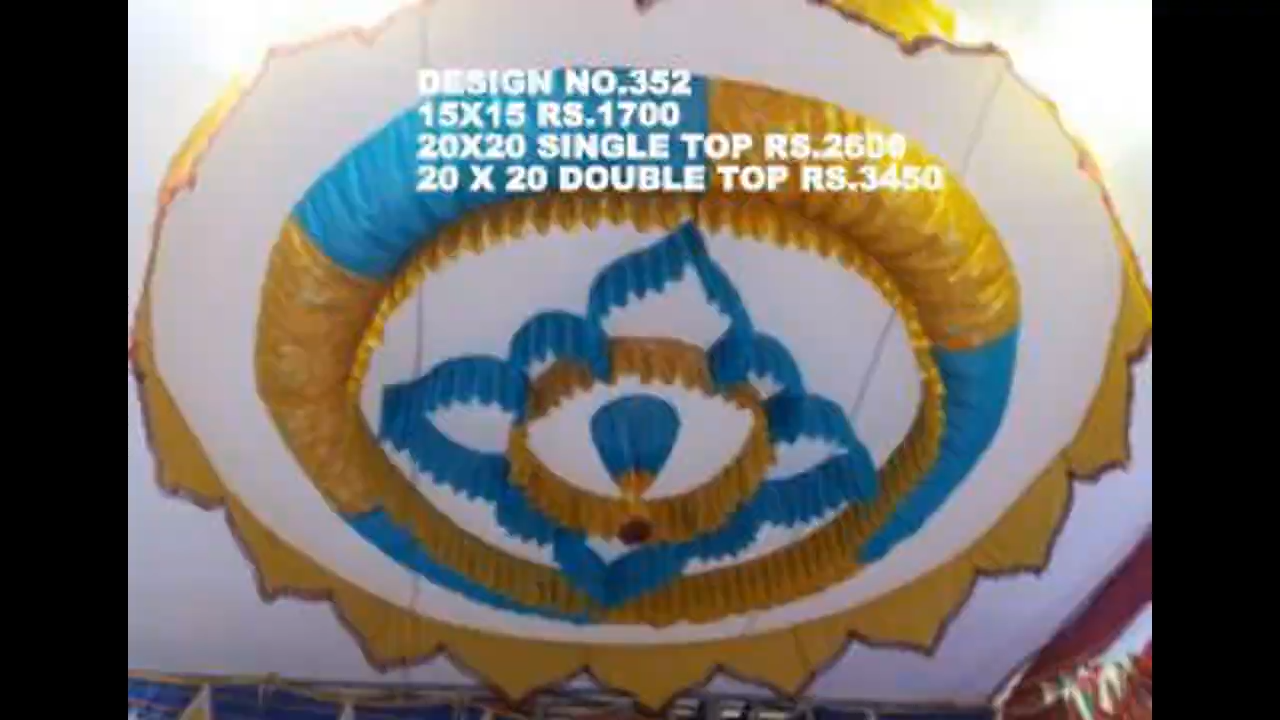 DESIGN NO.352
15X15 RS.1700
20X20 SINGLE TOP RS.2600
20 X 20 DOUBLE TOP RS.3450